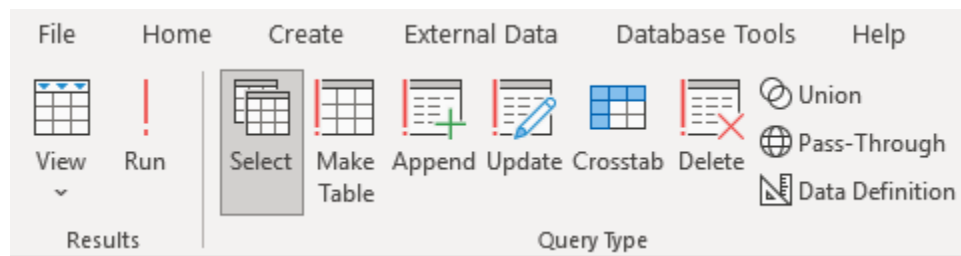 File Home Create External Data Database Tools Help
View Run Select Make Table Append Update Crosstab Delete
Union
Pass-Through
Data Definition
Results Query Type